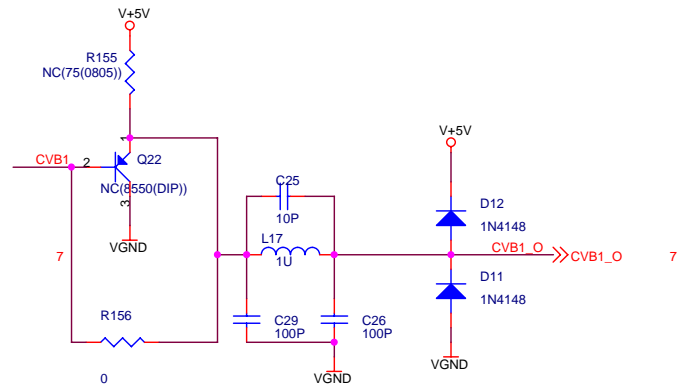 V+5V
R155
NC(75(0805))
1
CVB1
2
Q22
NC(8550(DIP))
3
VGND
7
R156
0
C25
10P
L17
1U
C29
100P
C26
100P
VGND
V+5V
D12
1N4148
CVB1_O
CVB1_O
7
D11
1N4148
VGND